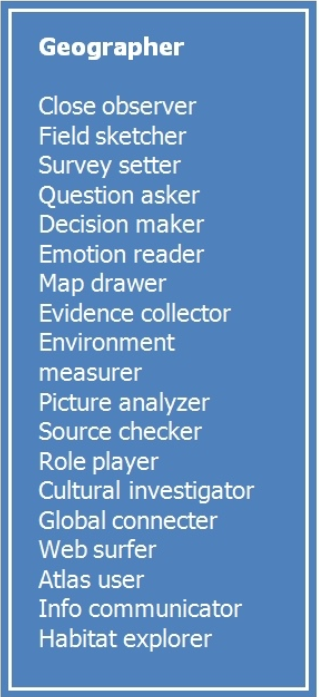 Geographer
Close observer
Field sketcher
Survey setter
Question asker
Decision maker
Emotion reader
Map drawer
Evidence collector
Environment
measurer
Picture analyzer
Source checker
Role player
Cultural investigator
Global connecter
Web surfer
Atlas user
Info communicator
Habitat explorer